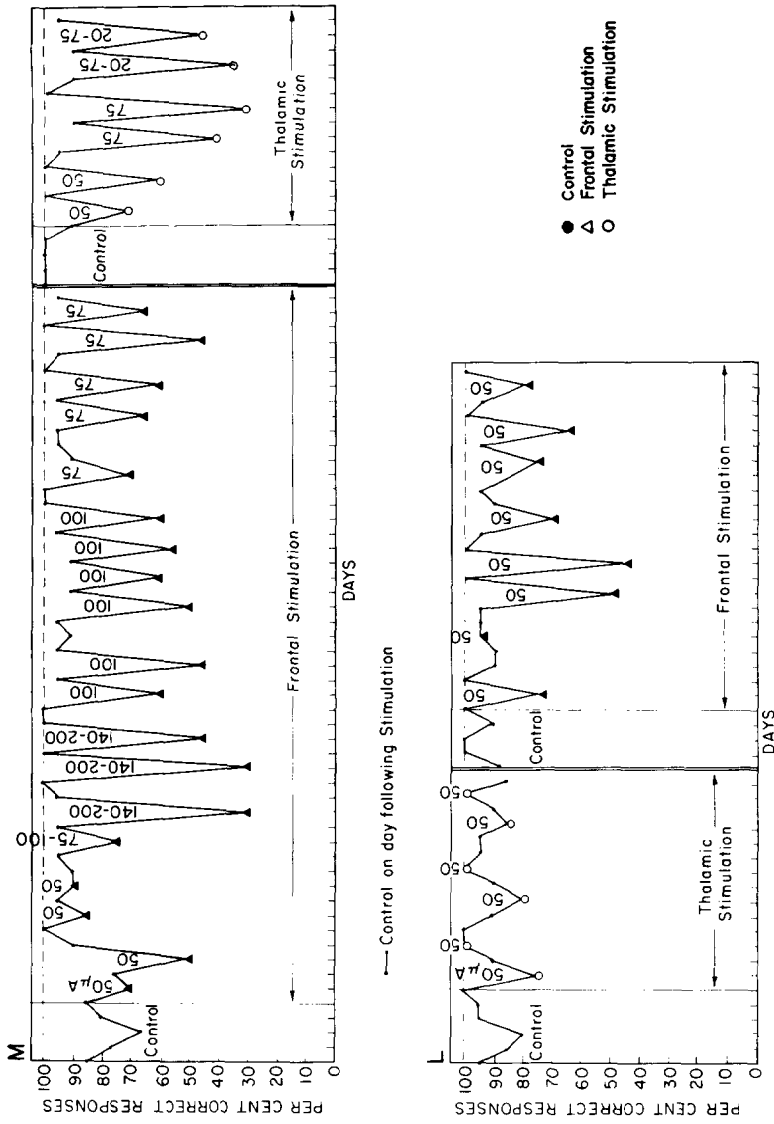 M
PER CENT CORRECT RESPONSES
100
90
80
70
60
50
40
30
20
10
0
Control
50µA
50
50
50
75-100
140-200
140-200
140-200
100
100
100
100
100
100
75
75
75
75
75
Frontal Stimulation
Control
50
50
75
75
20-75
20-75
Thalamic
Stimulation
DAYS
Control on day following Stimulation
L
PER CENT CORRECT RESPONSES
100
90
80
70
60
50
40
30
20
10
0
Control
50µA
50
50
50
50
50
Thalamic
Stimulation
Control
50
50
50
50
50
50
50
50
Frontal Stimulation
DAYS
Control
Frontal Stimulation
Thalamic Stimulation